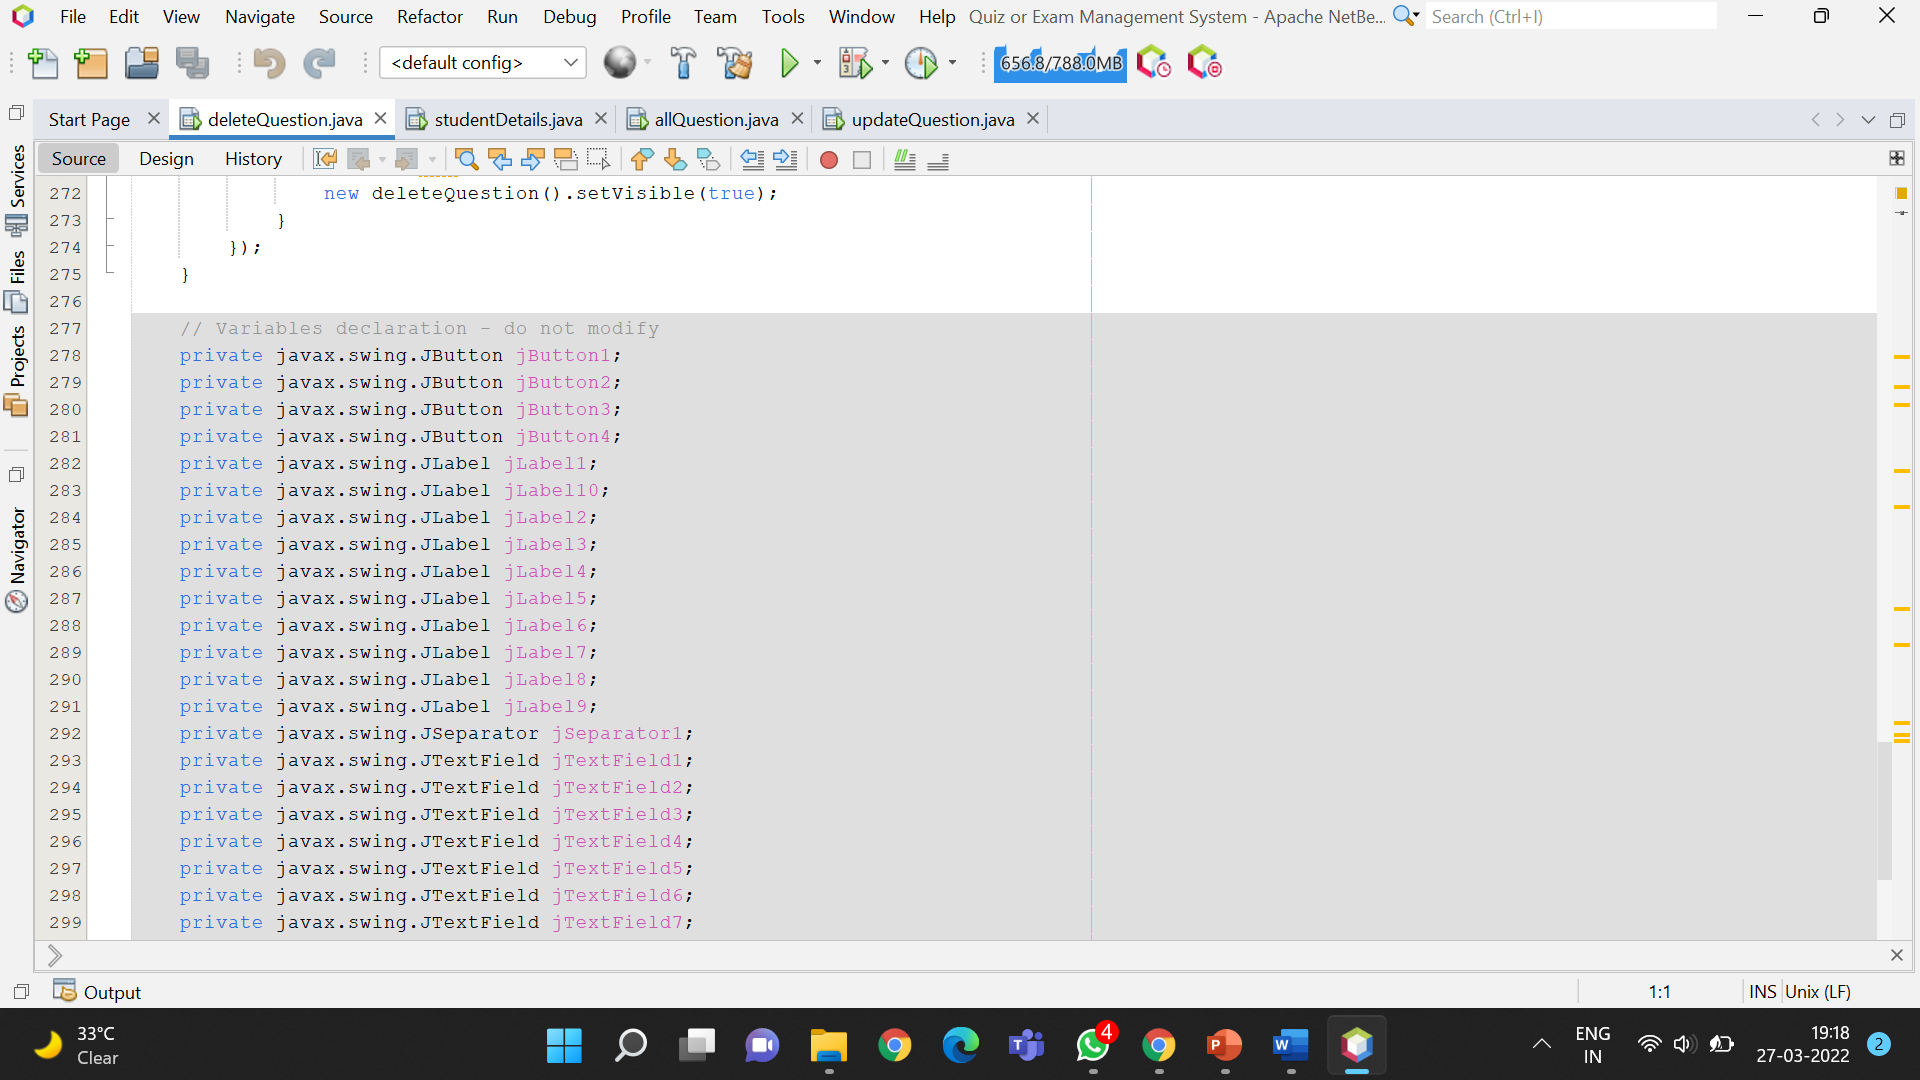 File Edit View Navigate Source Refactor Run Debug Profile Team Tools Window Help Quiz or Exam Management System - Apache NetBe... Search (Ctrl+I)
<default config> 656.8/788.0MB
Start Page deleteQuestion.java studentDetails.java allQuestion.java updateQuestion.java
Source Design History
Services
Files
Projects
Navigator
272 new deleteQuestion().setVisible(true);
273 }
274 });
275 }
276
277 // Variables declaration - do not modify
278 private javax.swing.JButton jButton1;
279 private javax.swing.JButton jButton2;
280 private javax.swing.JButton jButton3;
281 private javax.swing.JButton jButton4;
282 private javax.swing.JLabel jLabel1;
283 private javax.swing.JLabel jLabel10;
284 private javax.swing.JLabel jLabel2;
285 private javax.swing.JLabel jLabel3;
286 private javax.swing.JLabel jLabel4;
287 private javax.swing.JLabel jLabel5;
288 private javax.swing.JLabel jLabel6;
289 private javax.swing.JLabel jLabel7;
290 private javax.swing.JLabel jLabel8;
291 private javax.swing.JLabel jLabel9;
292 private javax.swing.JSeparator jSeparator1;
293 private javax.swing.JTextField jTextField1;
294 private javax.swing.JTextField jTextField2;
295 private javax.swing.JTextField jTextField3;
296 private javax.swing.JTextField jTextField4;
297 private javax.swing.JTextField jTextField5;
298 private javax.swing.JTextField jTextField6;
299 private javax.swing.JTextField jTextField7;
Output 1:1 INS Unix (LF)
33°C
Clear
4
ENG
IN
19:18
27-03-2022
2